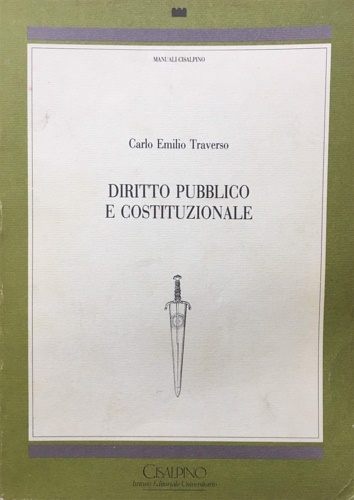 MANUALI CISALPINO
Carlo Emilio Traverso
DIRITTO PUBBLICO
E COSTITUZIONALE
CISALPINO
Istituto Editoriale Universitario